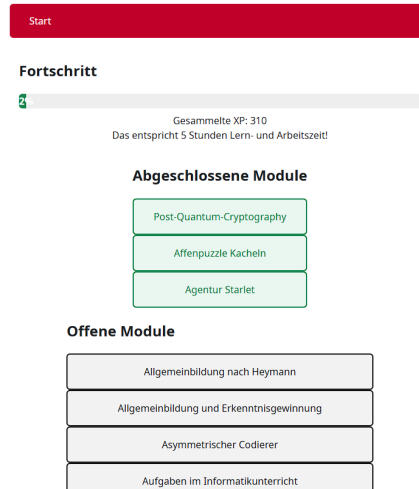 Start
Fortschritt
2%
Gesammelte XP: 310
Das entspricht 5 Stunden Lern- und Arbeitszeit!
Abgeschlossene Module
Post-Quantum-Cryptography
Affenpuzzle Kacheln
Agentur Starlet
Offene Module
Allgemeinbildung nach Heymann
Allgemeinbildung und Erkenntnisgewinnung
Asymmetrischer Codierer
Aufgaben im Informatikunterricht